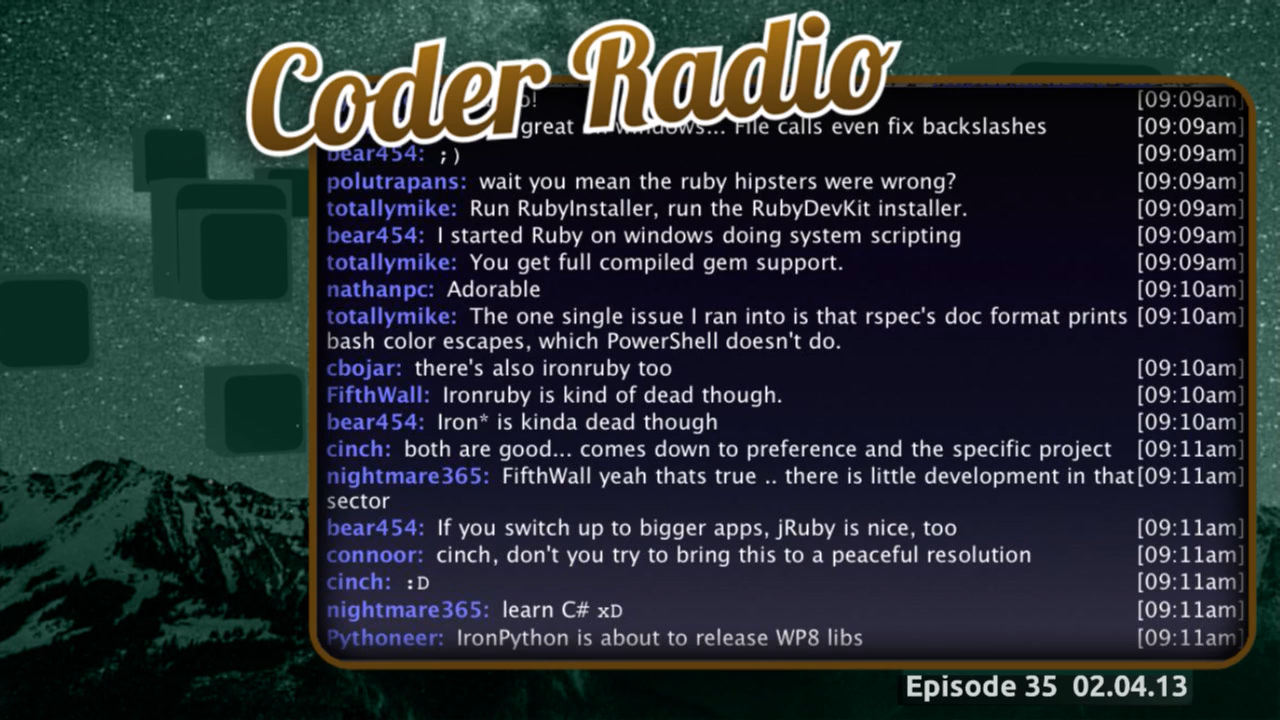 Coder Radio
o! [09:09am]
great windows... File calls even fix backslashes [09:09am]
bear454: ;) [09:09am]
polutrapans: wait you mean the ruby hipsters were wrong? [09:09am]
totallymike: Run RubyInstaller, run the RubyDevKit installer. [09:09am]
bear454: I started Ruby on windows doing system scripting [09:09am]
totallymike: You get full compiled gem support. [09:09am]
nathanpc: Adorable [09:10am]
totallymike: The one single issue I ran into is that rspec's doc format prints [09:10am]
bash color escapes, which PowerShell doesn't do.
cbojar: there's also ironruby too [09:10am]
FifthWall: Ironruby is kind of dead though. [09:10am]
bear454: Iron* is kinda dead though [09:10am]
cinch: both are good... comes down to preference and the specific project [09:11am]
nightmare365: FifthWall yeah thats true .. there is little development in that [09:11am]
sector
bear454: If you switch up to bigger apps, jRuby is nice, too [09:11am]
connoor: cinch, don't you try to bring this to a peaceful resolution [09:11am]
cinch: :D [09:11am]
nightmare365: learn C# xD [09:11am]
Pythoneer: IronPython is about to release WP8 libs [09:11am]
Episode 35 02.04.13